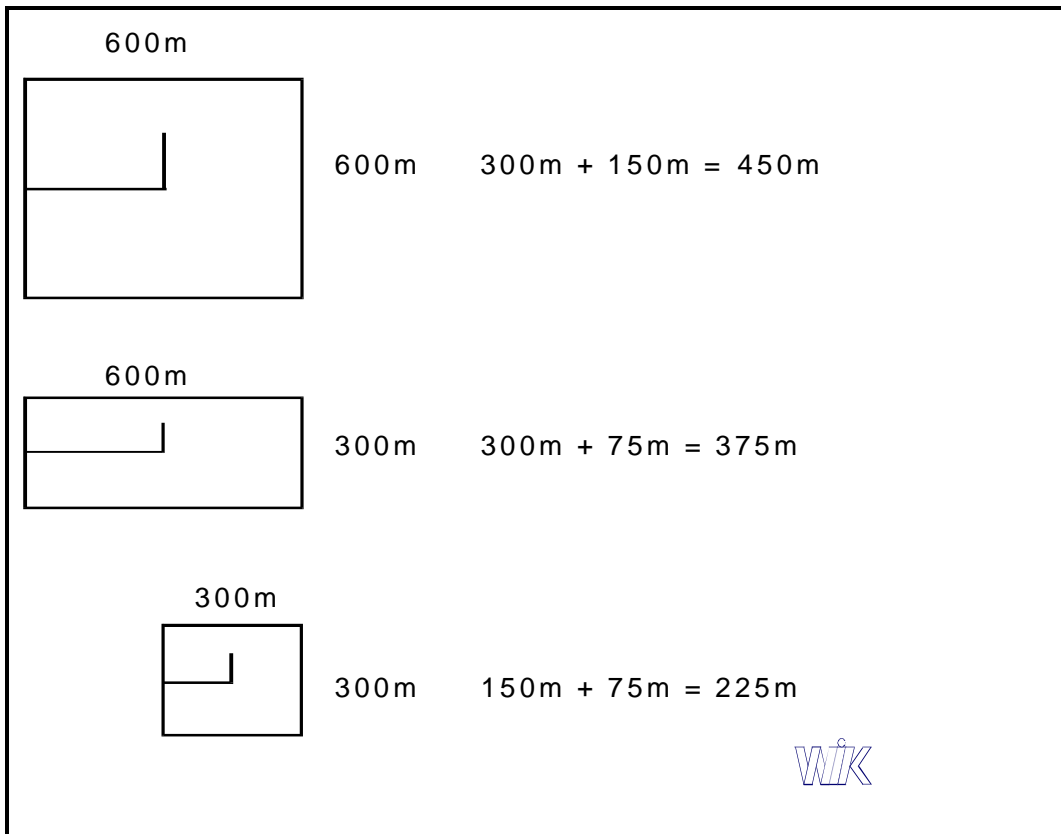 600m
600m 300m + 150m = 450m
600m
300m 300m + 75m = 375m
300m
300m 150m + 75m = 225m
WiK